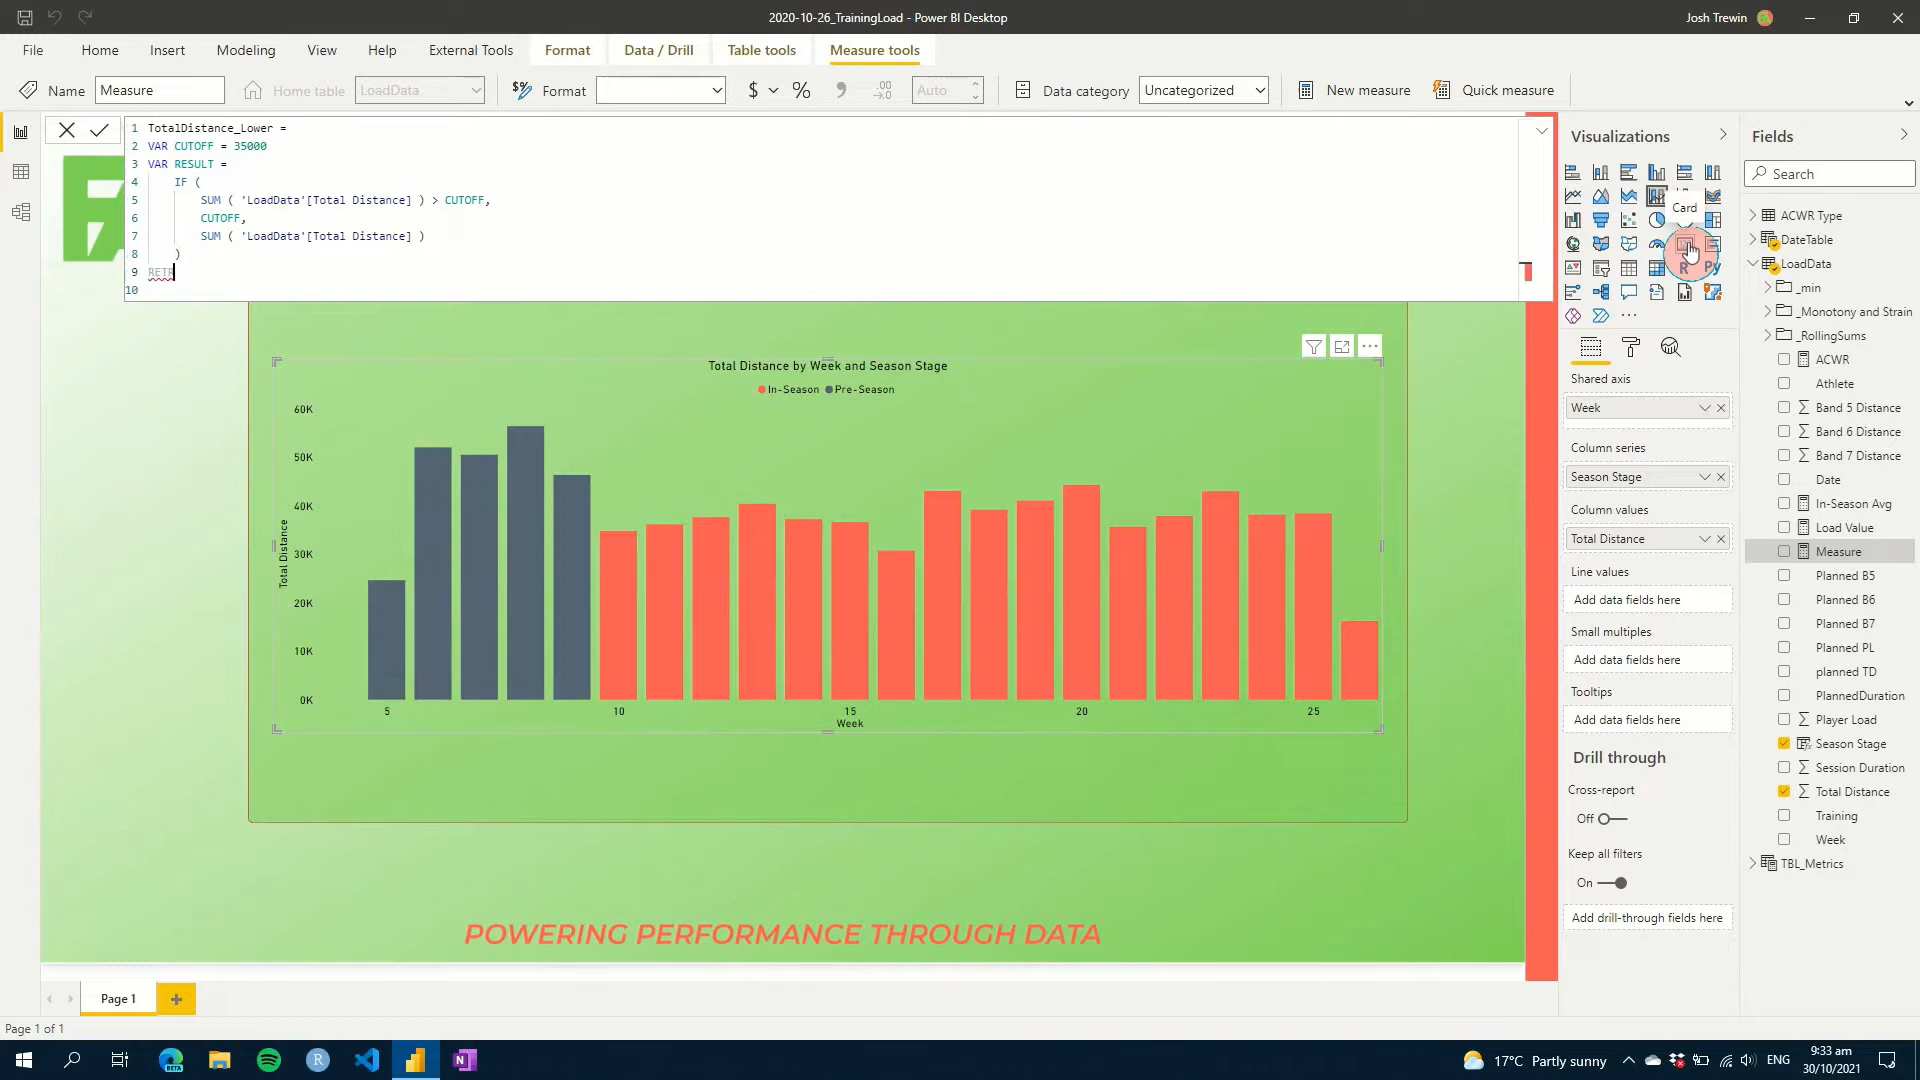 2020-10-26_TrainingLoad - Power BI Desktop
Josh Trewin
File Home Insert Modeling View Help External Tools Format Data / Drill Table tools Measure tools
Name Measure Home table LoadData Format $ % Auto Data category Uncategorized New measure Quick measure
1 TotalDistance_Lower =
2 VAR CUTOFF = 35000
3 VAR RESULT =
4 IF (
5 SUM ( 'LoadData'[Total Distance] ) > CUTOFF,
6 CUTOFF,
7 SUM ( 'LoadData'[Total Distance] )
8 )
9 RETR
10
Total Distance by Week and Season Stage
In-Season Pre-Season
60K
50K
40K
30K
20K
10K
0K
Total Distance
5 10 15 20 25
Week
POWERING PERFORMANCE THROUGH DATA
Page 1
Page 1 of 1
Visualizations
Card
R Py
Shared axis
Week
Column series
Season Stage
Column values
Total Distance
Line values
Add data fields here
Small multiples
Add data fields here
Tooltips
Add data fields here
Drill through
Cross-report
Off
Keep all filters
On
Add drill-through fields here
Fields
Search
ACWR Type
DateTable
LoadData
_min
_Monotony and Strain
_RollingSums
ACWR
Athlete
Band 5 Distance
Band 6 Distance
Band 7 Distance
Date
In-Season Avg
Load Value
Measure
Planned B5
Planned B6
Planned B7
Planned PL
planned TD
PlannedDuration
Player Load
Season Stage
Session Duration
Total Distance
Training
Week
TBL_Metrics
BETA
R
N
17°C Partly sunny
ENG
9:33 am
30/10/2021